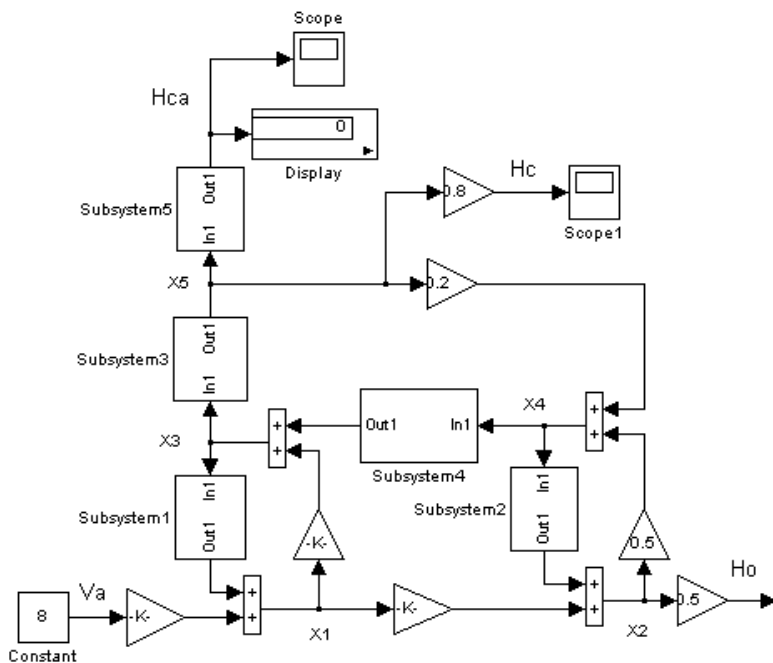 Scope
Hca
0
Display
Out1
In1
Subsystem5
0.8
Hc
Scope1
X5
0.2
Out1
In1
Subsystem3
X3
Out1
In1
Subsystem4
X4
+
+
+
+
In1
Out1
Subsystem1
-K-
In1
Out1
Subsystem2
0.5
Va
8
Constant
-K-
+
+
X1
-K-
+
+
X2
0.5
Ho